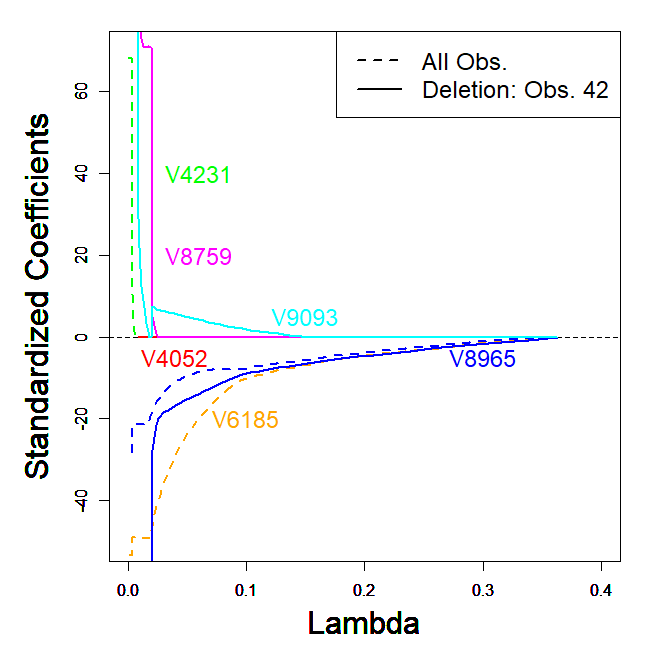 All Obs.
Deletion: Obs. 42
Standardized Coefficients
60
40
20
0
-20
-40
V4231
V8759
V9093
V4052
V8965
V6185
0.0 0.1 0.2 0.3 0.4
Lambda